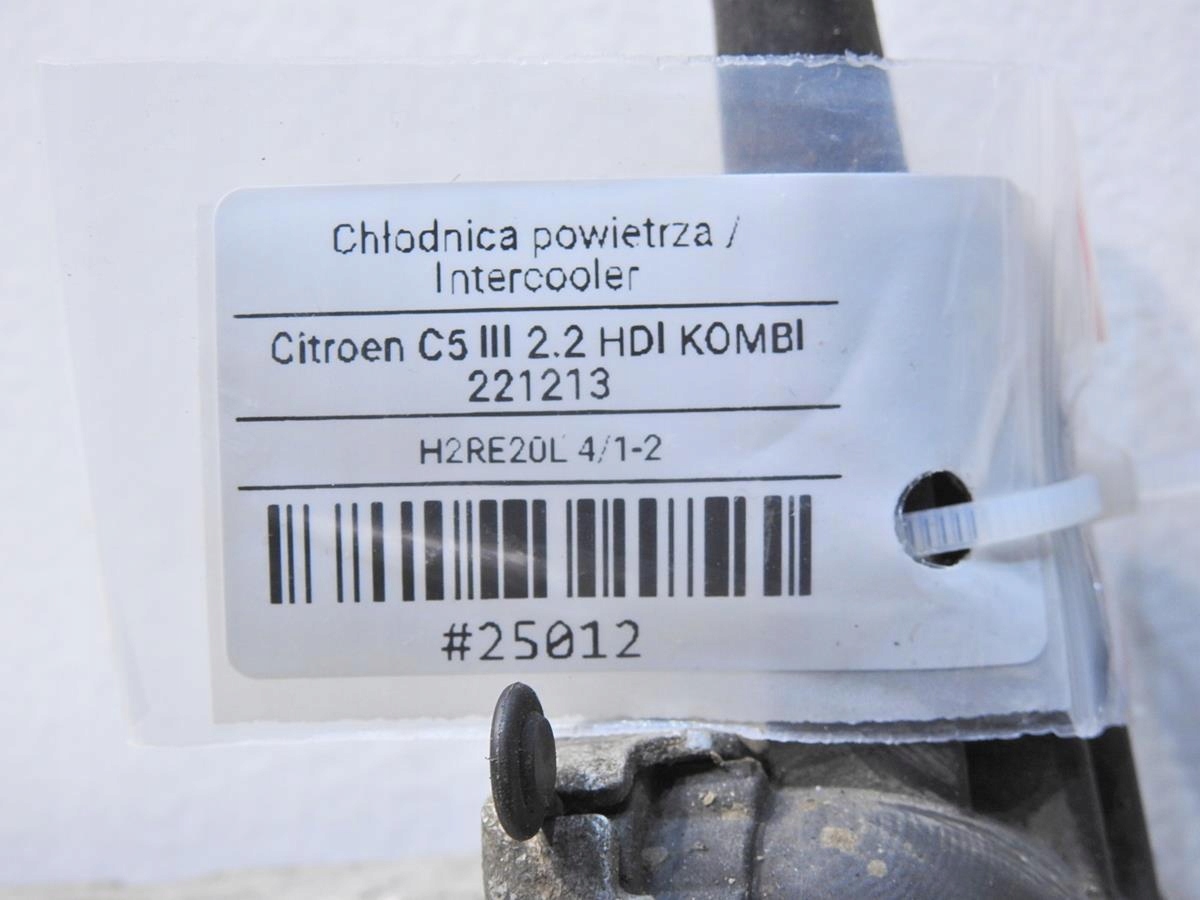 Chłodnica powietrza /
Intercooler
Citroen C5 III 2.2 HDI KOMBI
221213
H2RE20L 4/1-2
#25012